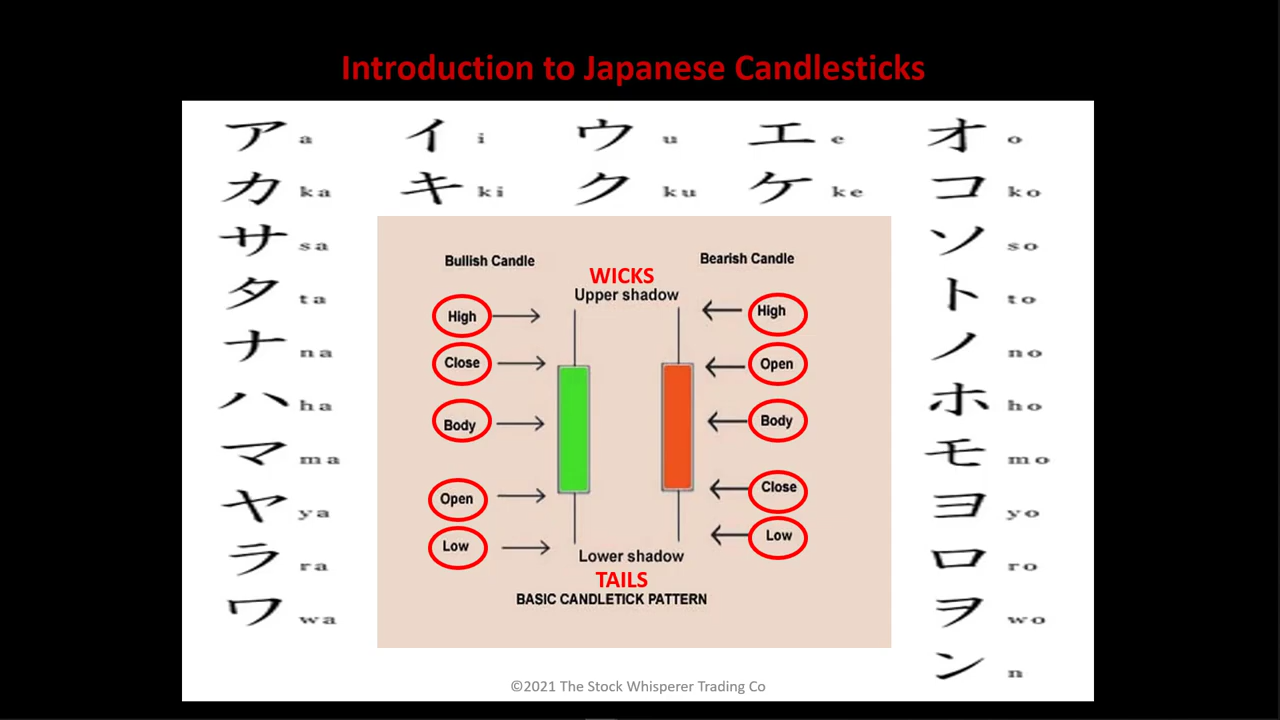 Introduction to Japanese Candlesticks
ア a イ i ウ u エ e オ o
カ ka キ ki ク ku ケ ke コ ko
サ sa
タ ta
ナ na
ハ ha
マ ma
ヤ ya
ラ ra
ワ wa
Bullish Candle
WICKS
Upper shadow
Bearish Candle
High
Close
Body
Open
Low
High
Open
Body
Close
Low
Lower shadow
TAILS
BASIC CANDLETICK PATTERN
ソ so
ト to
ノ no
ホ ho
モ mo
ヨ yo
ロ ro
ヲ wo
ン n
©2021 The Stock Whisperer Trading Co